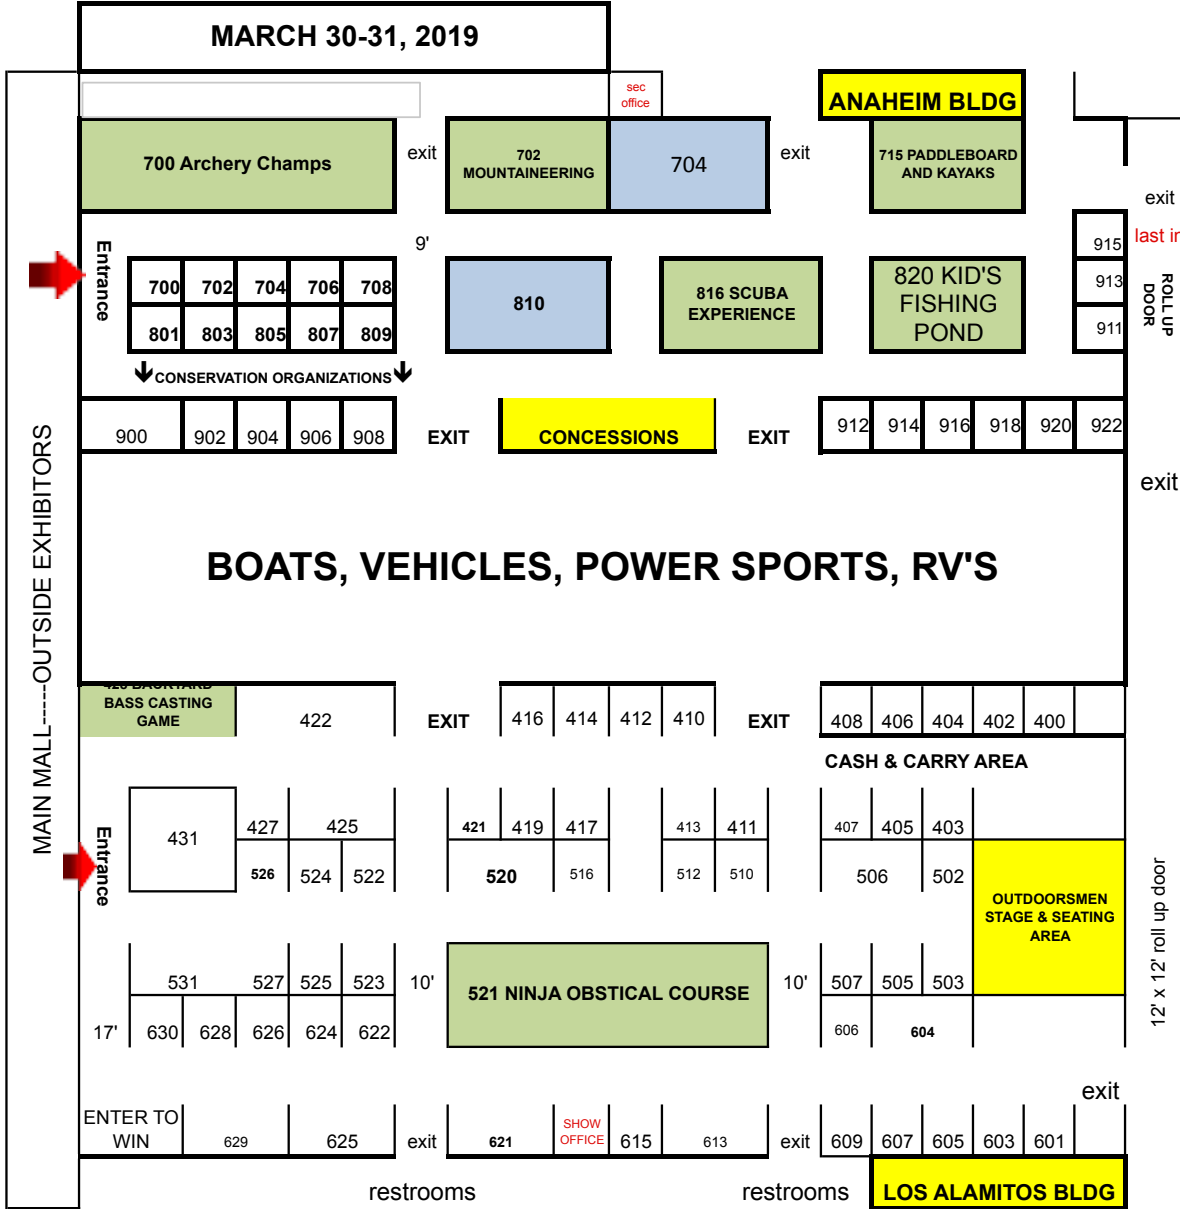 MARCH 30-31, 2019
sec
office
ANAHEIM BLDG
700 Archery Champs
exit
702
MOUNTAINEERING
704
exit
715 PADDLEBOARD
AND KAYAKS
exit
Entrance
9'
915
last in
700 702 704 706 708
801 803 805 807 809
810
816 SCUBA
EXPERIENCE
820 KID'S
FISHING
POND
913
911
ROLL UP
DOOR
CONSERVATION ORGANIZATIONS
900 902 904 906 908
EXIT
CONCESSIONS
EXIT
912 914 916 918 920 922
exit
MAIN MALL-----OUTSIDE EXHIBITORS
BOATS, VEHICLES, POWER SPORTS, RV'S
BASS CASTING
GAME
422
EXIT
416 414 412 410
EXIT
408 406 404 402 400
CASH & CARRY AREA
Entrance
431
427 425
421 419 417
413 411
407 405 403
526 524 522
520 516
512 510
506 502
OUTDOORSMEN
STAGE & SEATING
AREA
12' x 12' roll up door
531 527 525 523
10'
521 NINJA OBSTICAL COURSE
10'
507 505 503
17'
630 628 626 624 622
606 604
exit
ENTER TO
WIN
629 625
exit
621
SHOW
OFFICE
615 613
exit
609 607 605 603 601
restrooms
restrooms
LOS ALAMITOS BLDG